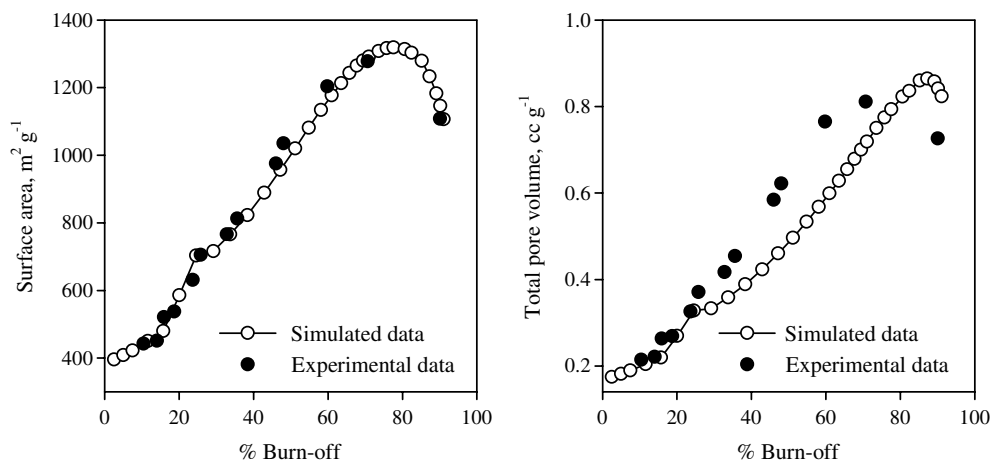 Surface area, m² g⁻¹
1400
1200
1000
800
600
400
0 20 40 60 80 100
% Burn-off
Simulated data
Experimental data
Total pore volume, cc g⁻¹
1.0
0.8
0.6
0.4
0.2
0 20 40 60 80 100
% Burn-off
Simulated data
Experimental data